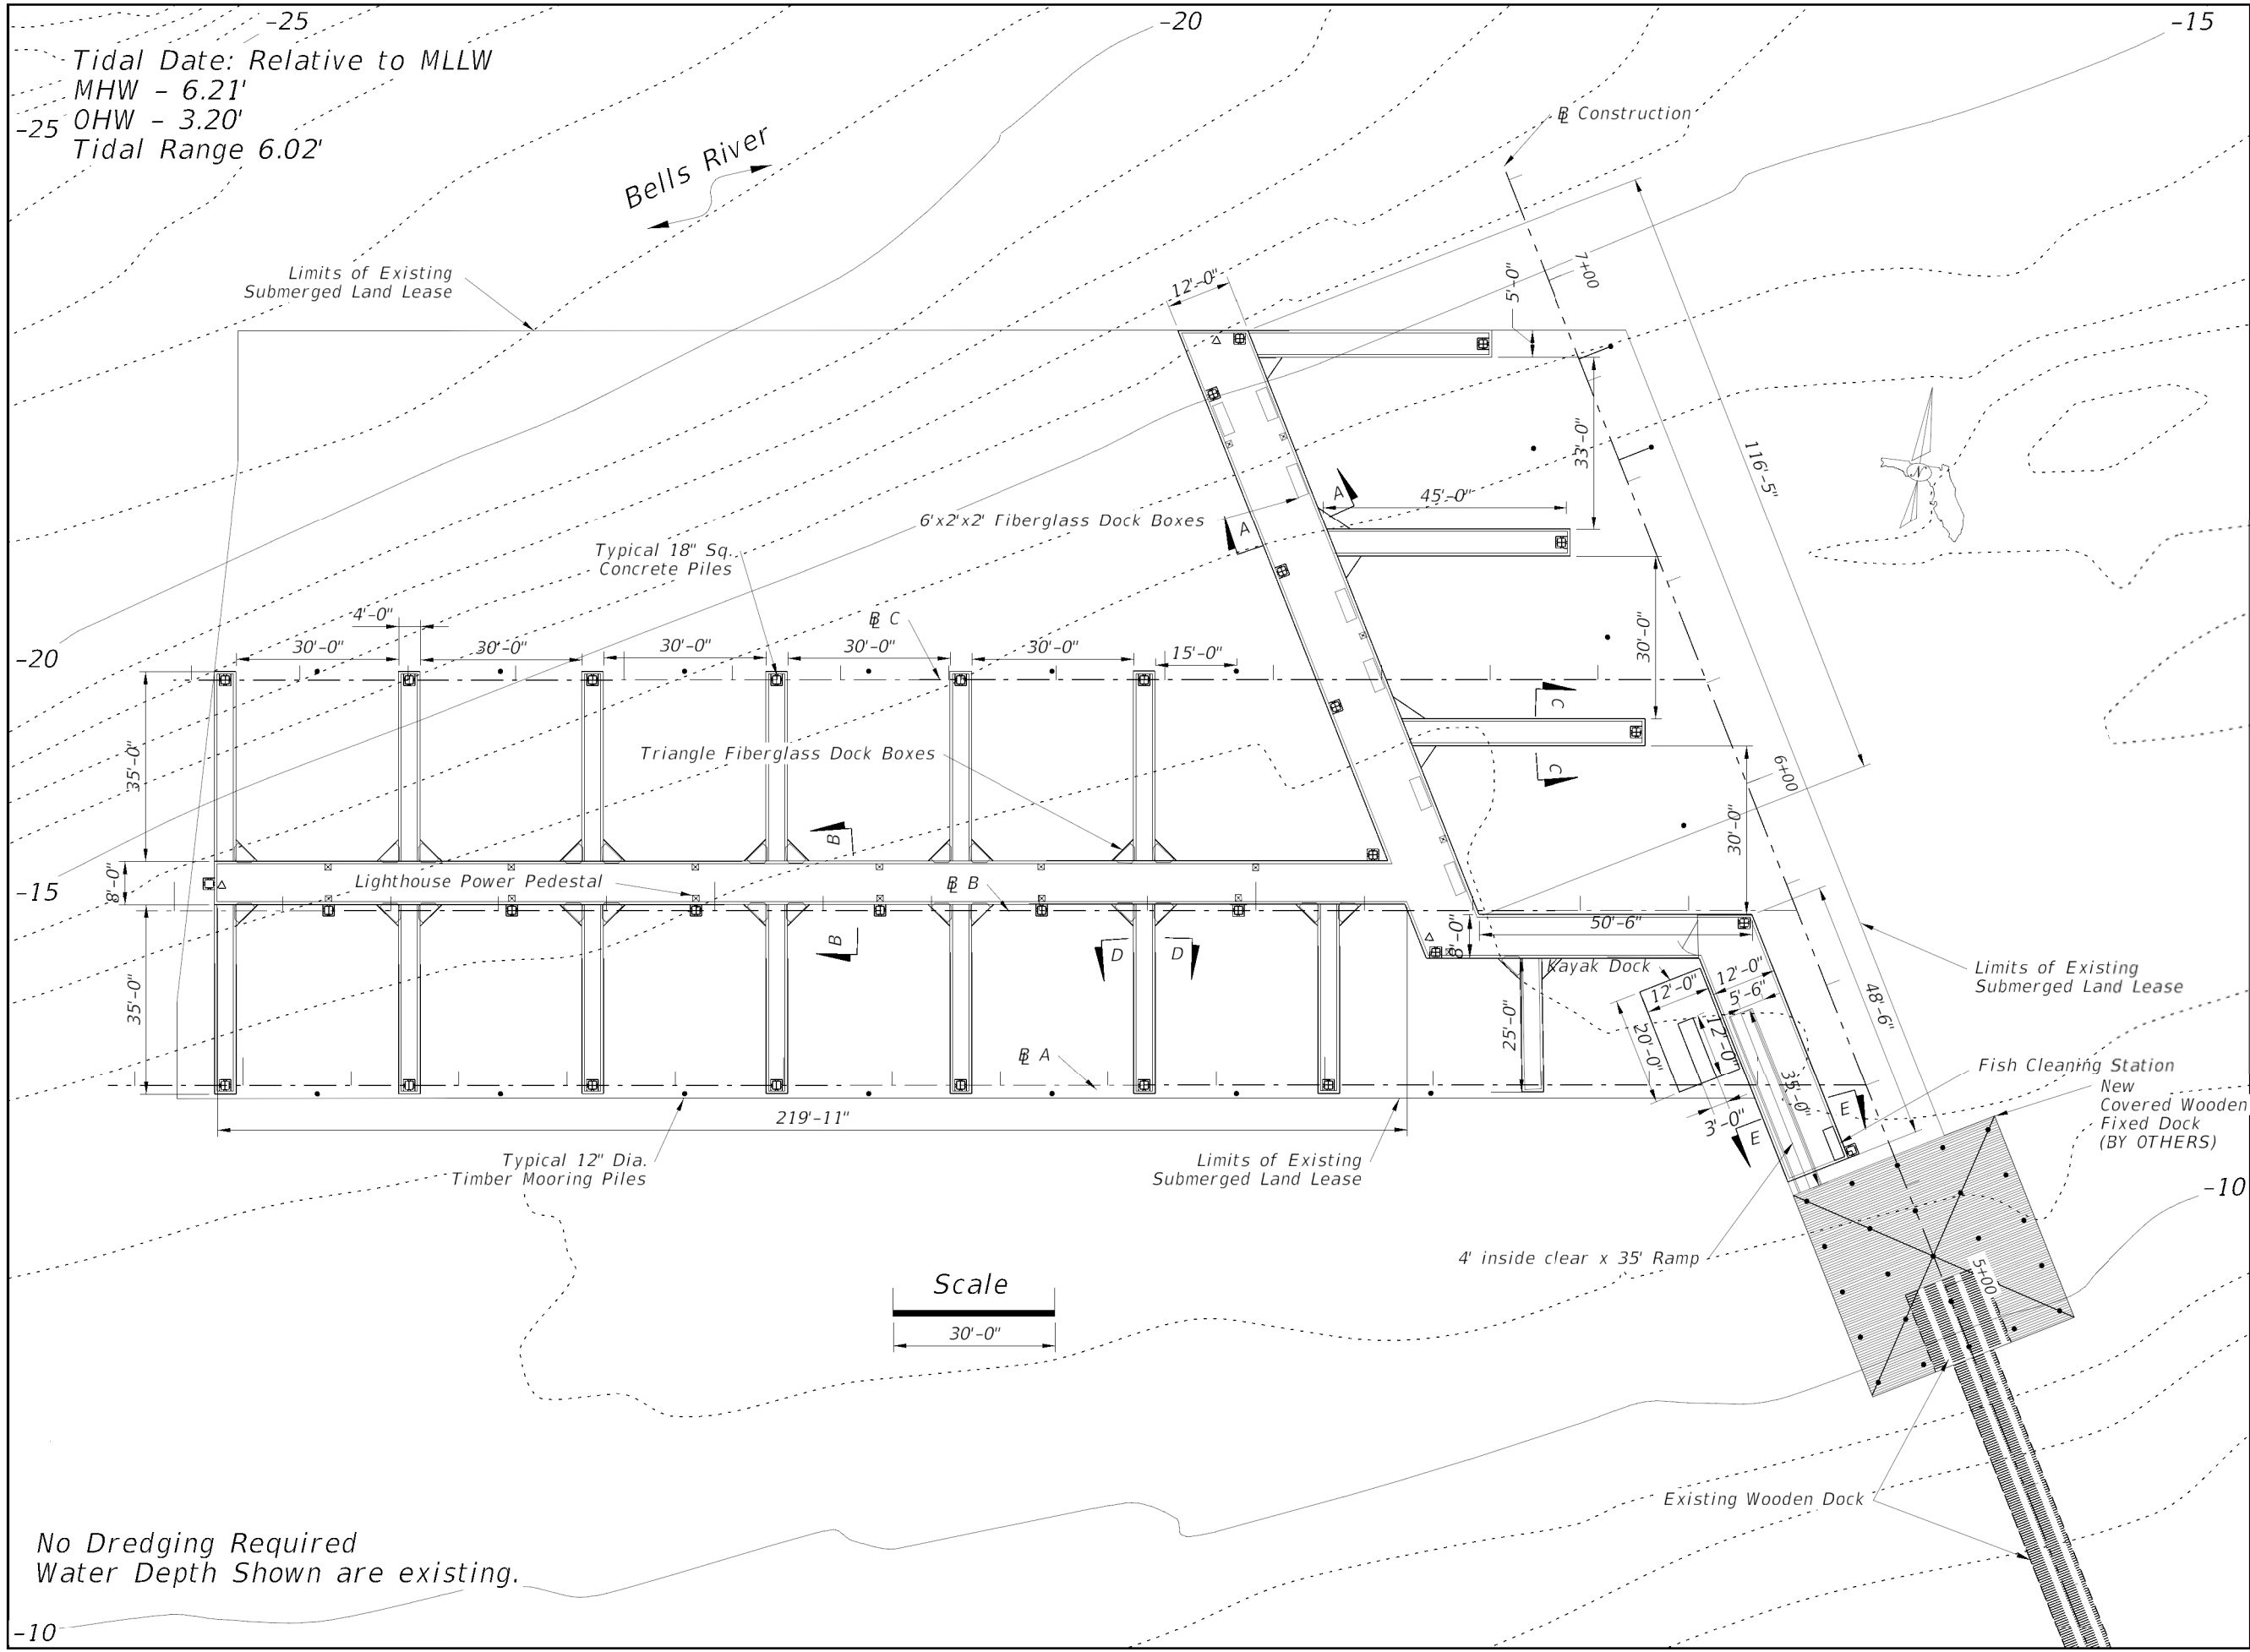 -25
-20
-15
Tidal Date: Relative to MLLW
MHW - 6.21'
OHW - 3.20'
Tidal Range 6.02'
-25
Bells River
℄ Construction
Limits of Existing
Submerged Land Lease
12'-0"
5'-0"
7+00
33'-0"
116'-5"
N
45'-0"
A
A
6'x2'x2' Fiberglass Dock Boxes
Typical 18" Sq.
Concrete Piles
4'-0"
℄ C
30'-0"
30'-0"
30'-0"
30'-0"
30'-0"
15'-0"
30'-0"
-20
C
C
35'-0"
Triangle Fiberglass Dock Boxes
6+00
B
30'-0"
8'-0"
-15
Lighthouse Power Pedestal
℄ B
50'-6"
8'-0"
B
D
D
Kayak Dock
12'-0"
12'-0"
5'-6"
48'-6"
Limits of Existing
Submerged Land Lease
35'-0"
25'-0"
20'-0"
12'-0"
35'-0"
3'-0"
E
E
℄ A
Fish Cleaning Station
New
Covered Wooden
Fixed Dock
(BY OTHERS)
219'-11"
Typical 12" Dia.
Timber Mooring Piles
Limits of Existing
Submerged Land Lease
-10
4' inside clear x 35' Ramp
5+00
Scale
30'-0"
Existing Wooden Dock
No Dredging Required
Water Depth Shown are existing.
-10